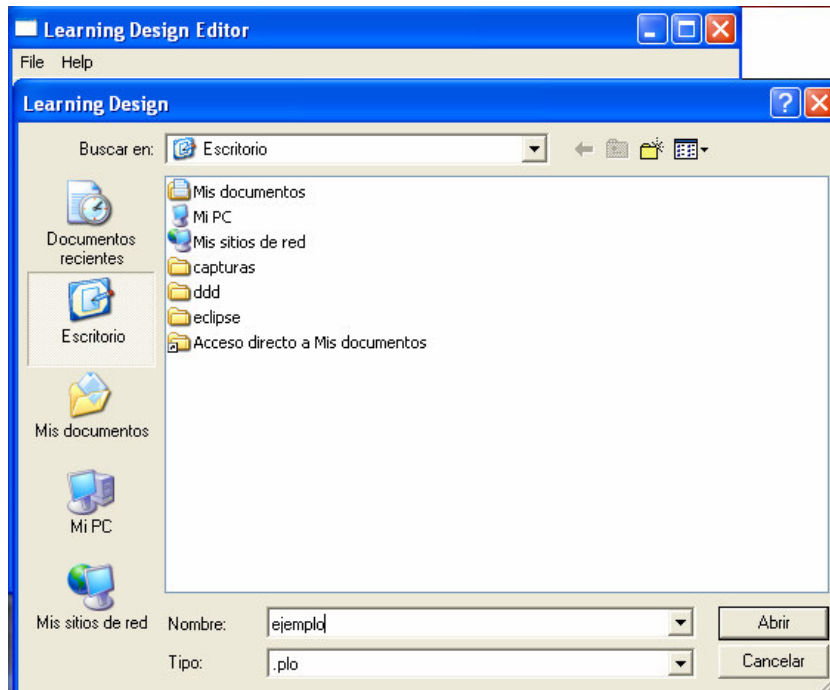 Learning Design Editor
File Help
Learning Design
Buscar en: Escritorio
Documentos
recientes
Escritorio
Mis documentos
Mi PC
Mis sitios de red
Mis documentos
Mi PC
Mis sitios de red
capturas
ddd
eclipse
Acceso directo a Mis documentos
Nombre: ejemplo
Abrir
Tipo: .plo
Cancelar